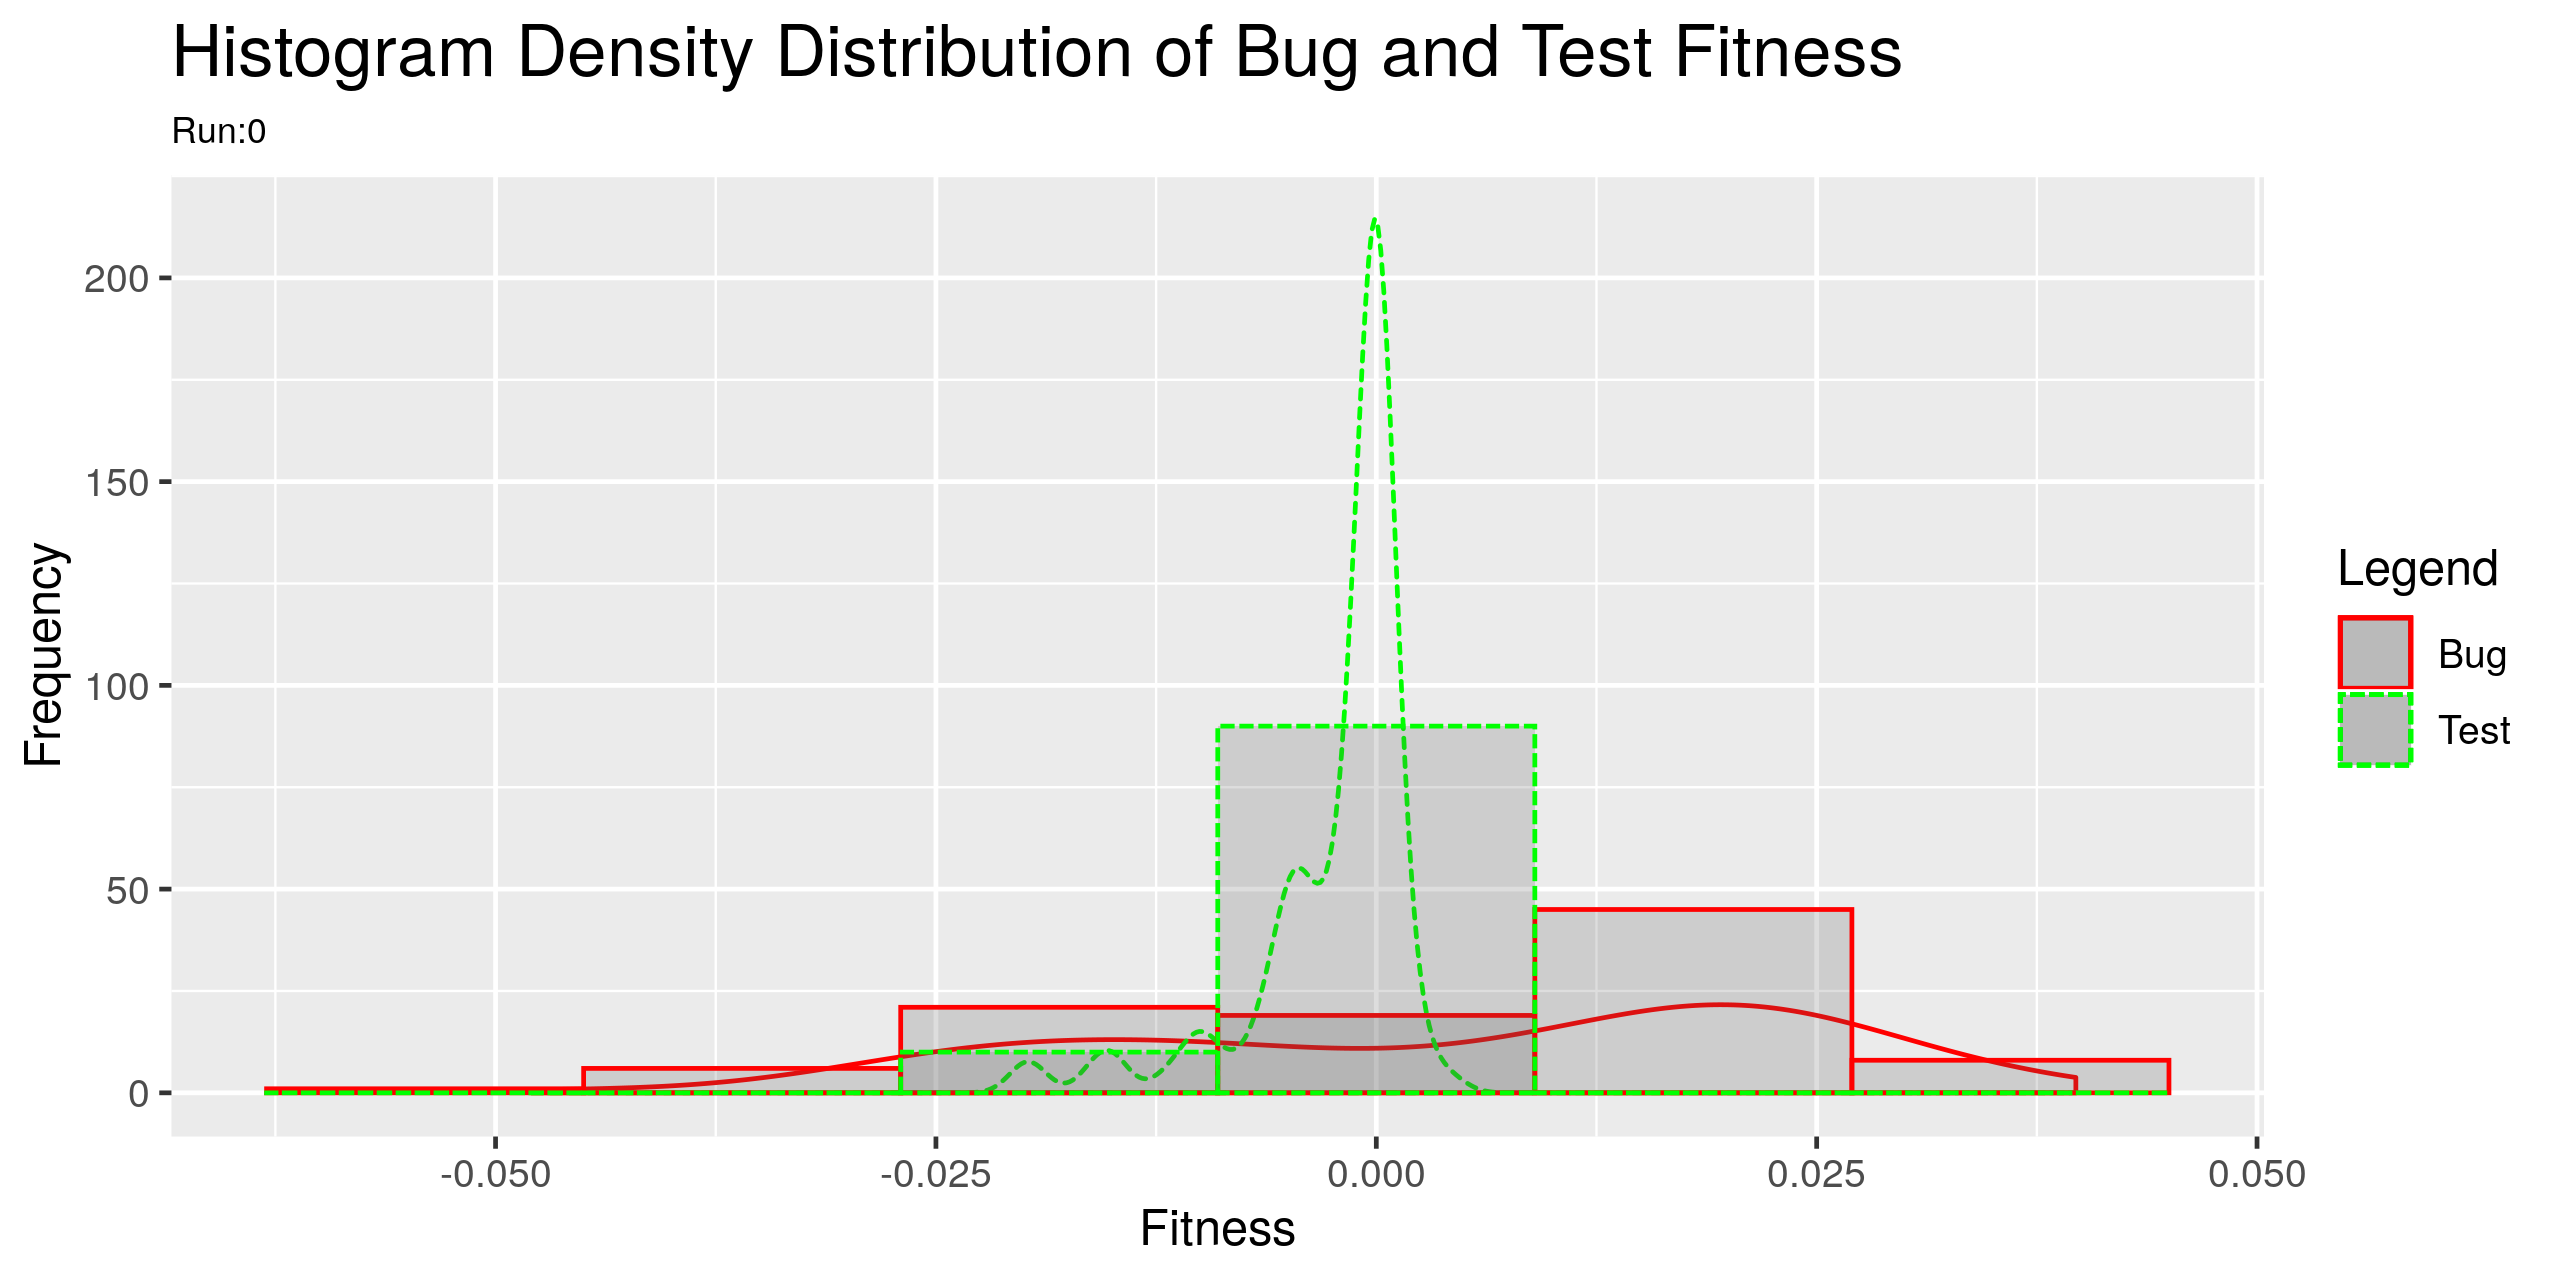 Histogram Density Distribution of Bug and Test Fitness
Run:0
Frequency
200
150
100
50
0
-0.050
-0.025
0.000
0.025
0.050
Fitness
Legend
Bug
Test